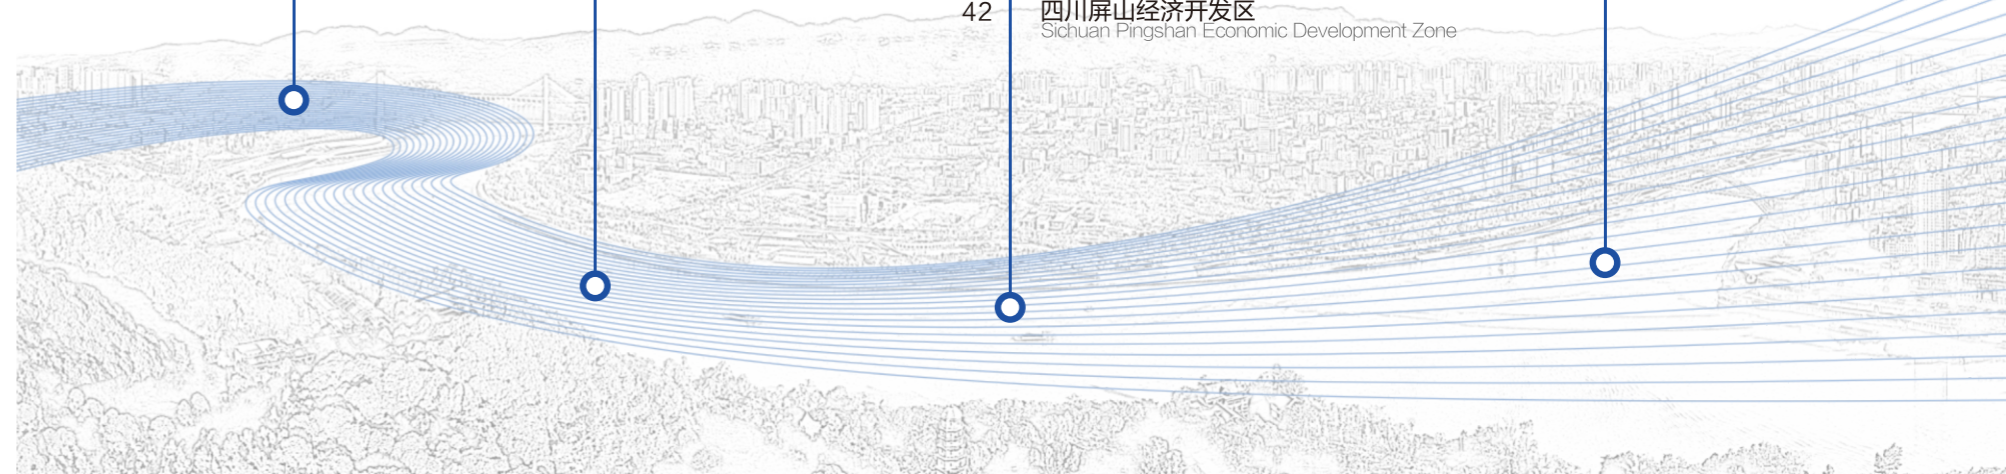 42 四川屏山经济开发区
Sichuan Pingshan Economic Development Zone